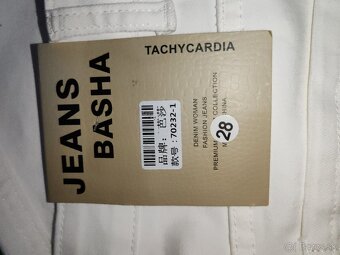 JEANS
BASHA
TACHYCARDIA
品牌：芭莎
款号：70232-1
DENIM WOMAN
FASHION JEANS
PREMIUM COLLECTION
28